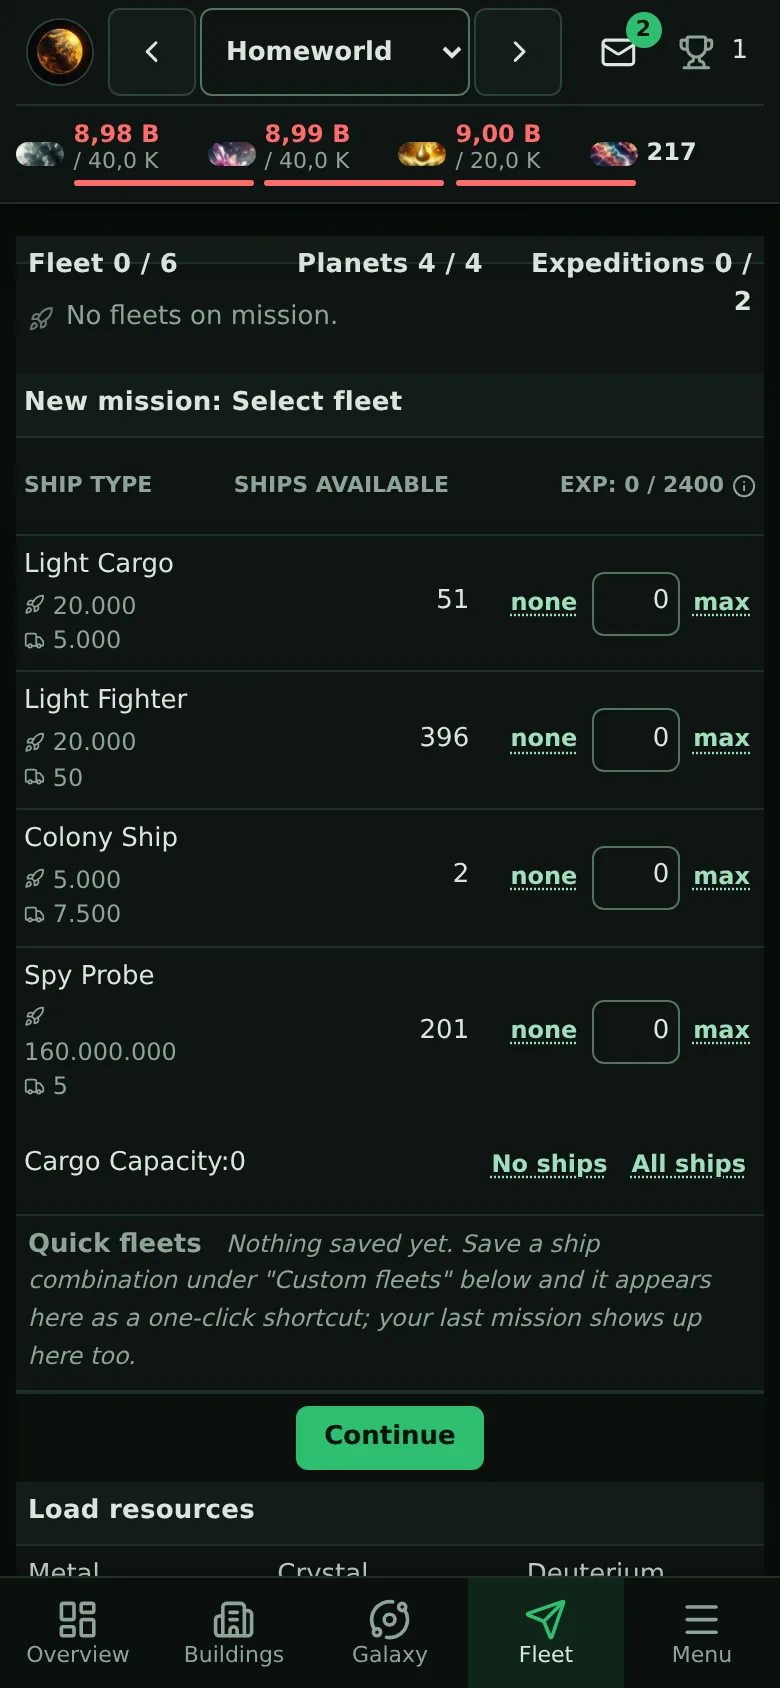 Homeworld
2
1
8,98 B
/ 40,0 K
8,99 B
/ 40,0 K
9,00 B
/ 20,0 K
217
Fleet 0 / 6
Planets 4 / 4
Expeditions 0 /
2
No fleets on mission.
New mission: Select fleet
SHIP TYPE
SHIPS AVAILABLE
EXP: 0 / 2400
Light Cargo
20.000
5.000
51
none
0
max
Light Fighter
20.000
50
396
none
0
max
Colony Ship
5.000
7.500
2
none
0
max
Spy Probe
160.000.000
5
201
none
0
max
Cargo Capacity:0
No ships
All ships
Quick fleets Nothing saved yet. Save a ship
combination under "Custom fleets" below and it appears
here as a one-click shortcut; your last mission shows up
here too.
Continue
Load resources
Metal
Crystal
Deuterium
Overview
Buildings
Galaxy
Fleet
Menu